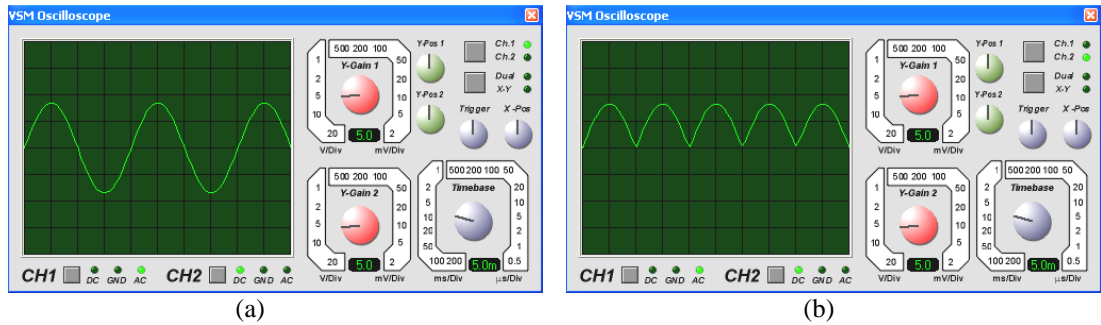 VSM Oscilloscope
500 200 100
1
2
5
10
20
Y-Gain 1
50
20
10
5
2
5.0
V/Div
mV/Div
Y-Pos 1
Y-Pos 2
Ch.1
Ch.2
Dual
X-Y
Trigger
X-Pos
1
500 200 100
2
5
10
20
Y-Gain 2
50
20
10
5
2
5.0
V/Div
mV/Div
1
500 200 100 50
2
5
10
20
50
100 200
Timebase
20
10
5
2
1
0.5
5.0m
ms/Div
µs/Div
CH1
DC GND AC
CH2
DC GND AC
(a)
VSM Oscilloscope
500 200 100
1
2
5
10
20
Y-Gain 1
50
20
10
5
2
5.0
V/Div
mV/Div
Y-Pos 1
Y-Pos 2
Ch.1
Ch.2
Dual
X-Y
Trigger
X-Pos
1
500 200 100
2
5
10
20
Y-Gain 2
50
20
10
5
2
5.0
V/Div
mV/Div
1
500 200 100 50
2
5
10
20
50
100 200
Timebase
20
10
5
2
1
0.5
5.0m
ms/Div
µs/Div
CH1
DC GND AC
CH2
DC GND AC
(b)